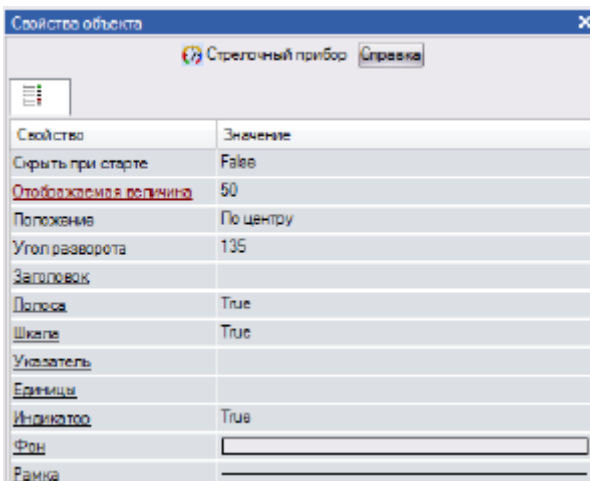 Свойства объекта
Стрелочный прибор Справка
Свойство Значение
Скрыть при старте False
Отображаемая величина 50
Положение По центру
Угол разворота 135
Заголовок
Полоса True
Шкала True
Указатель
Единицы
Индикатор True
Фон
Рамка